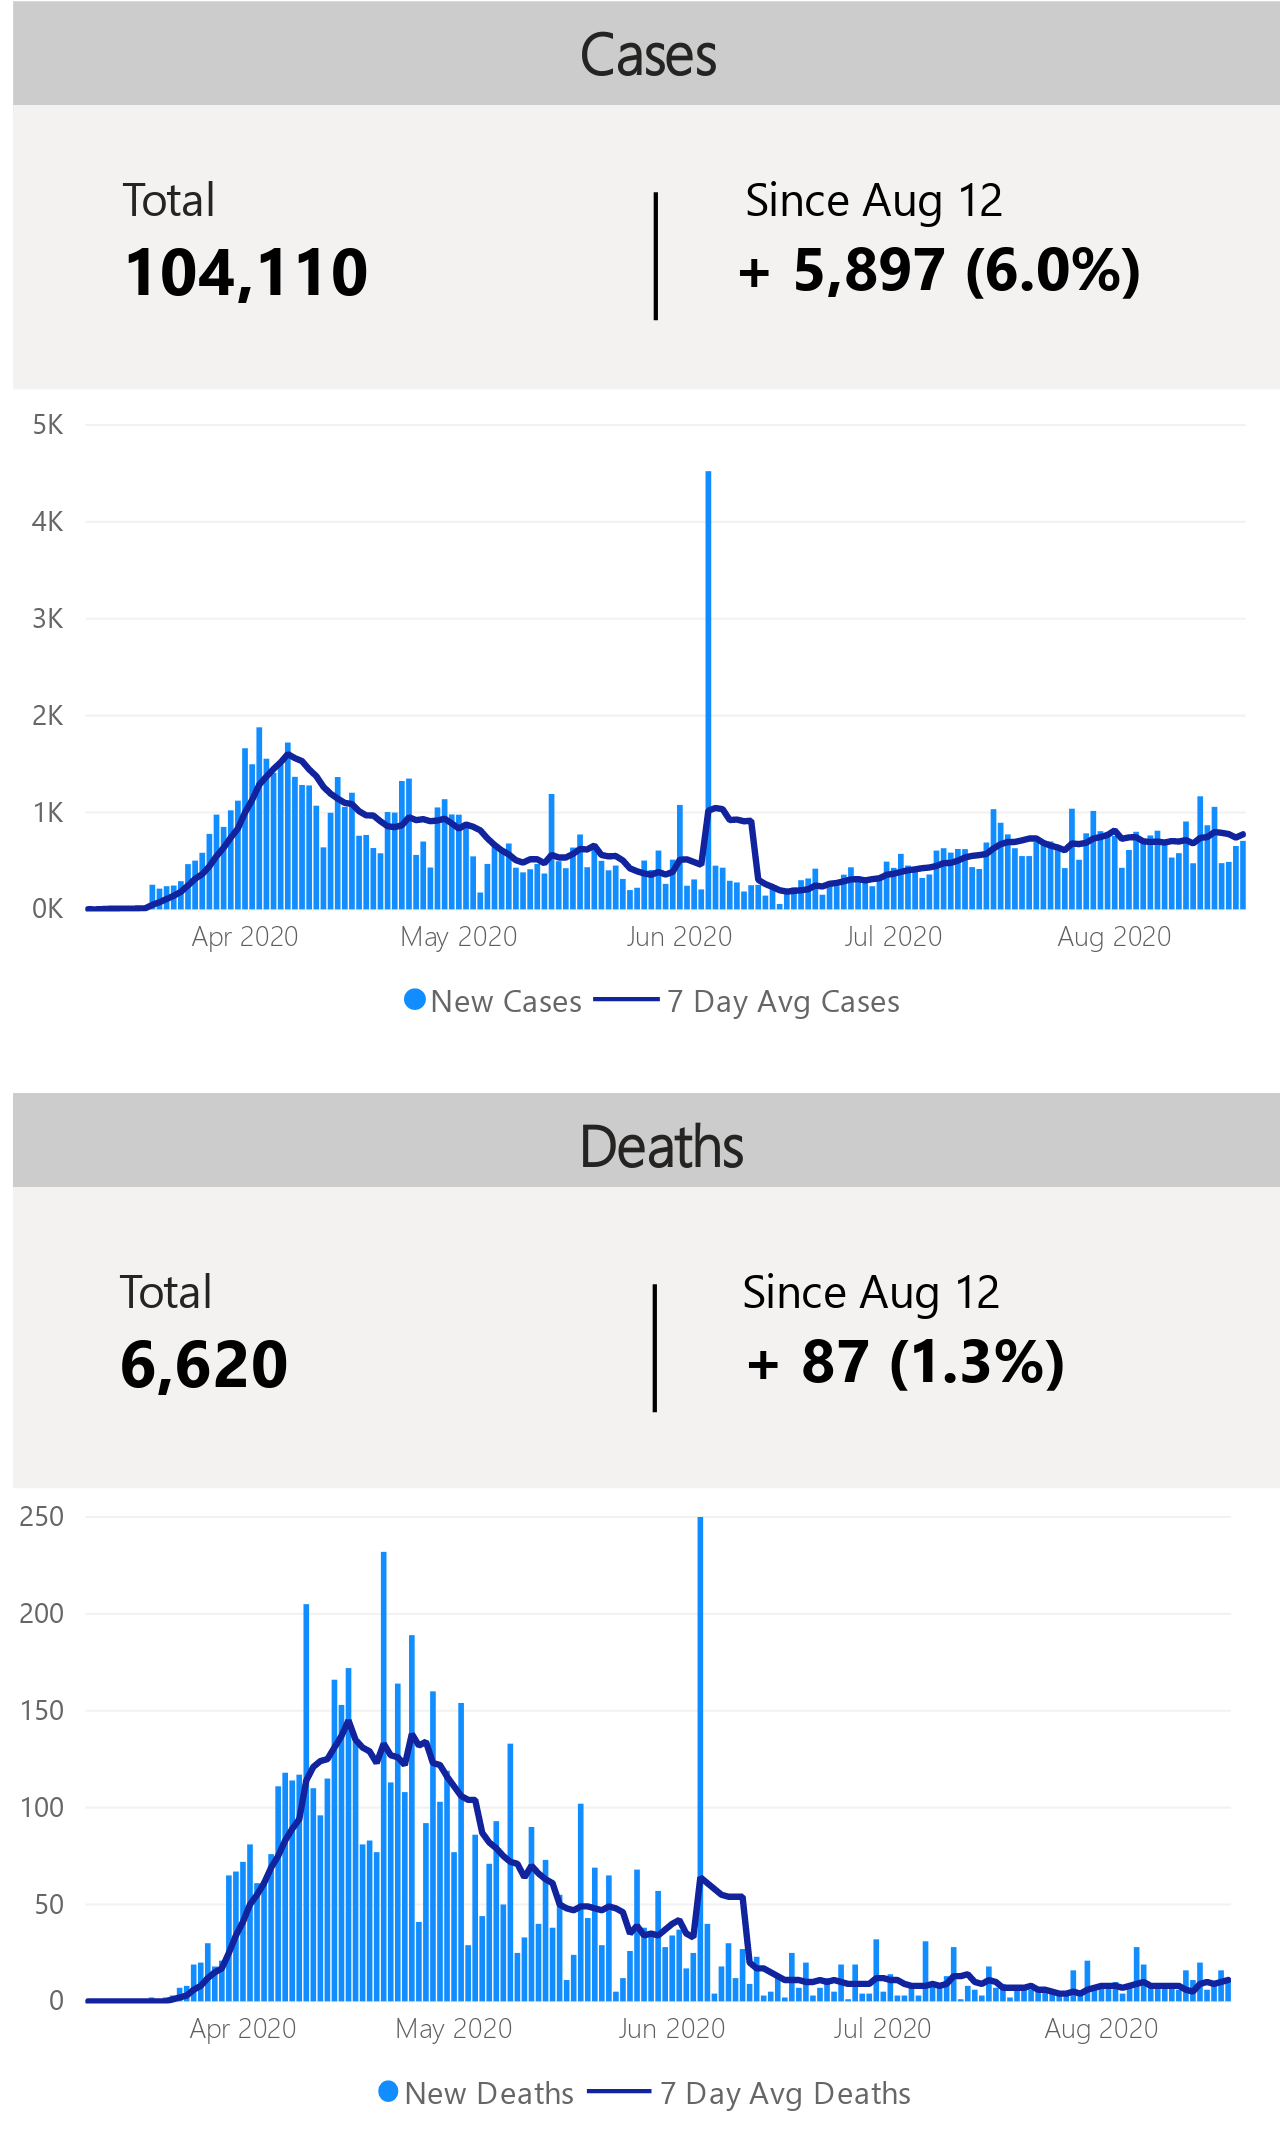 Cases
Total
104,110
Since Aug 12
+ 5,897 (6.0%)
5K
4K
3K
2K
1K
0K
Apr 2020 May 2020 Jun 2020 Jul 2020 Aug 2020
New Cases 7 Day Avg Cases
Deaths
Total
6,620
Since Aug 12
+ 87 (1.3%)
250
200
150
100
50
0
Apr 2020 May 2020 Jun 2020 Jul 2020 Aug 2020
New Deaths 7 Day Avg Deaths